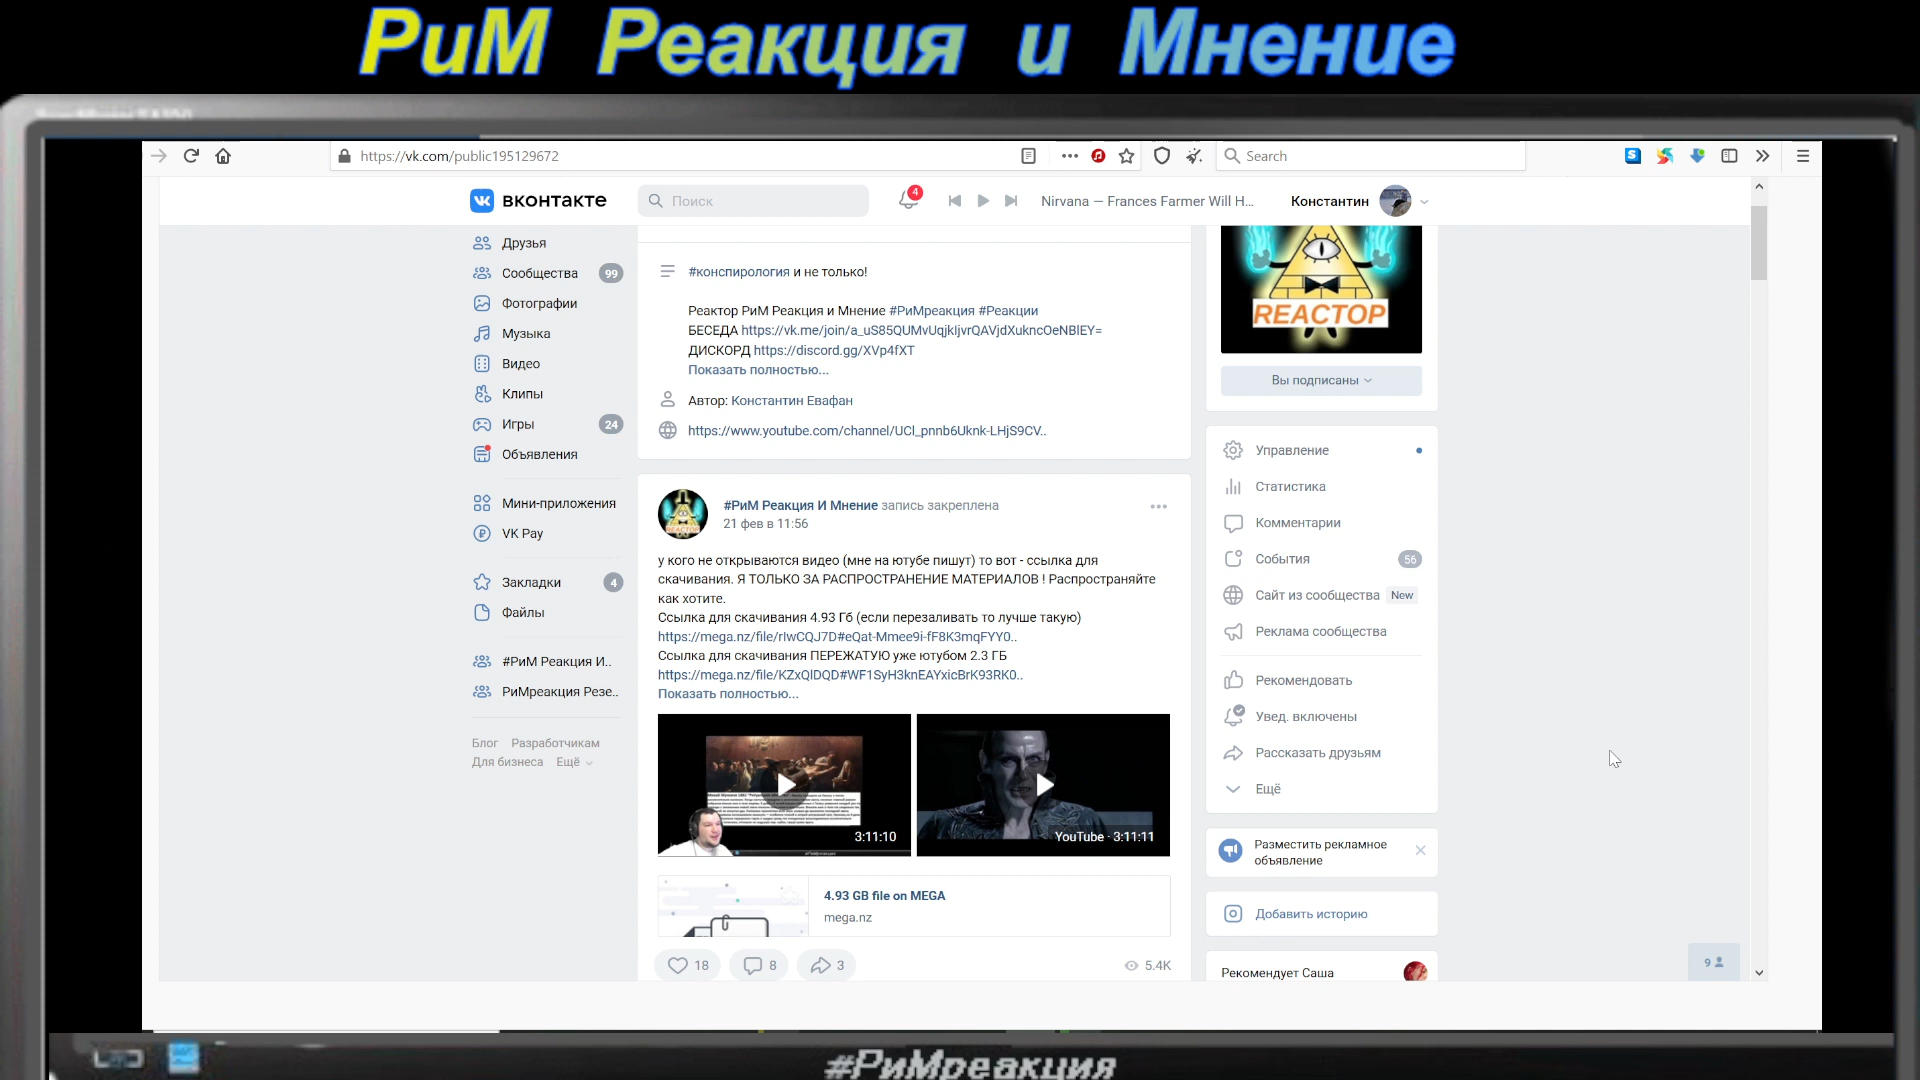 РиМ Реакция и Мнение
https://vk.com/public195129672
Search
вконтакте
Поиск
4
Nirvana — Frances Farmer Will H...
Константин
Друзья
Сообщества 99
Фотографии
Музыка
Видео
Клипы
Игры 24
Объявления
Мини-приложения
VK Pay
Закладки 4
Файлы
#РиМ Реакция И..
РиМреакция Резе..
Блог Разработчикам
Для бизнеса Ещё
#конспирология и не только!
Реактор РиМ Реакция и Мнение #РиМреакция #Реакции
БЕСЕДА https://vk.me/join/a_uS85QUMvUqjkljvrQAVjdXukncOeNBlEY=
ДИСКОРД https://discord.gg/XVp4fXT
Показать полностью...
Автор: Константин Евафан
https://www.youtube.com/channel/UCl_pnnb6Uknk-LHjS9CV..
#РиМ Реакция И Мнение запись закреплена
21 фев в 11:56
у кого не открываются видео (мне на ютубе пишут) то вот - ссылка для
скачивания. Я ТОЛЬКО ЗА РАСПРОСТРАНЕНИЕ МАТЕРИАЛОВ ! Распространяйте
как хотите.
Ссылка для скачивания 4.93 Гб (если перезаливать то лучше такую)
https://mega.nz/file/rlwCQJ7D#eQat-Mmee9i-fF8K3mqFYY0..
Ссылка для скачивания ПЕРЕЖАТУЮ уже ютубом 2.3 ГБ
https://mega.nz/file/KZxQlDQD#WF1SyH3knEAYxicBrK93RK0..
Показать полностью...
3:11:10
YouTube · 3:11:11
4.93 GB file on MEGA
mega.nz
18
8
3
5.4K
REACTOR
Вы подписаны
Управление
Статистика
Комментарии
События 56
Сайт из сообщества New
Реклама сообщества
Рекомендовать
Увед. включены
Рассказать друзьям
Ещё
Разместить рекламное
объявление
Добавить историю
Рекомендует Саша
9
#РиМреакция